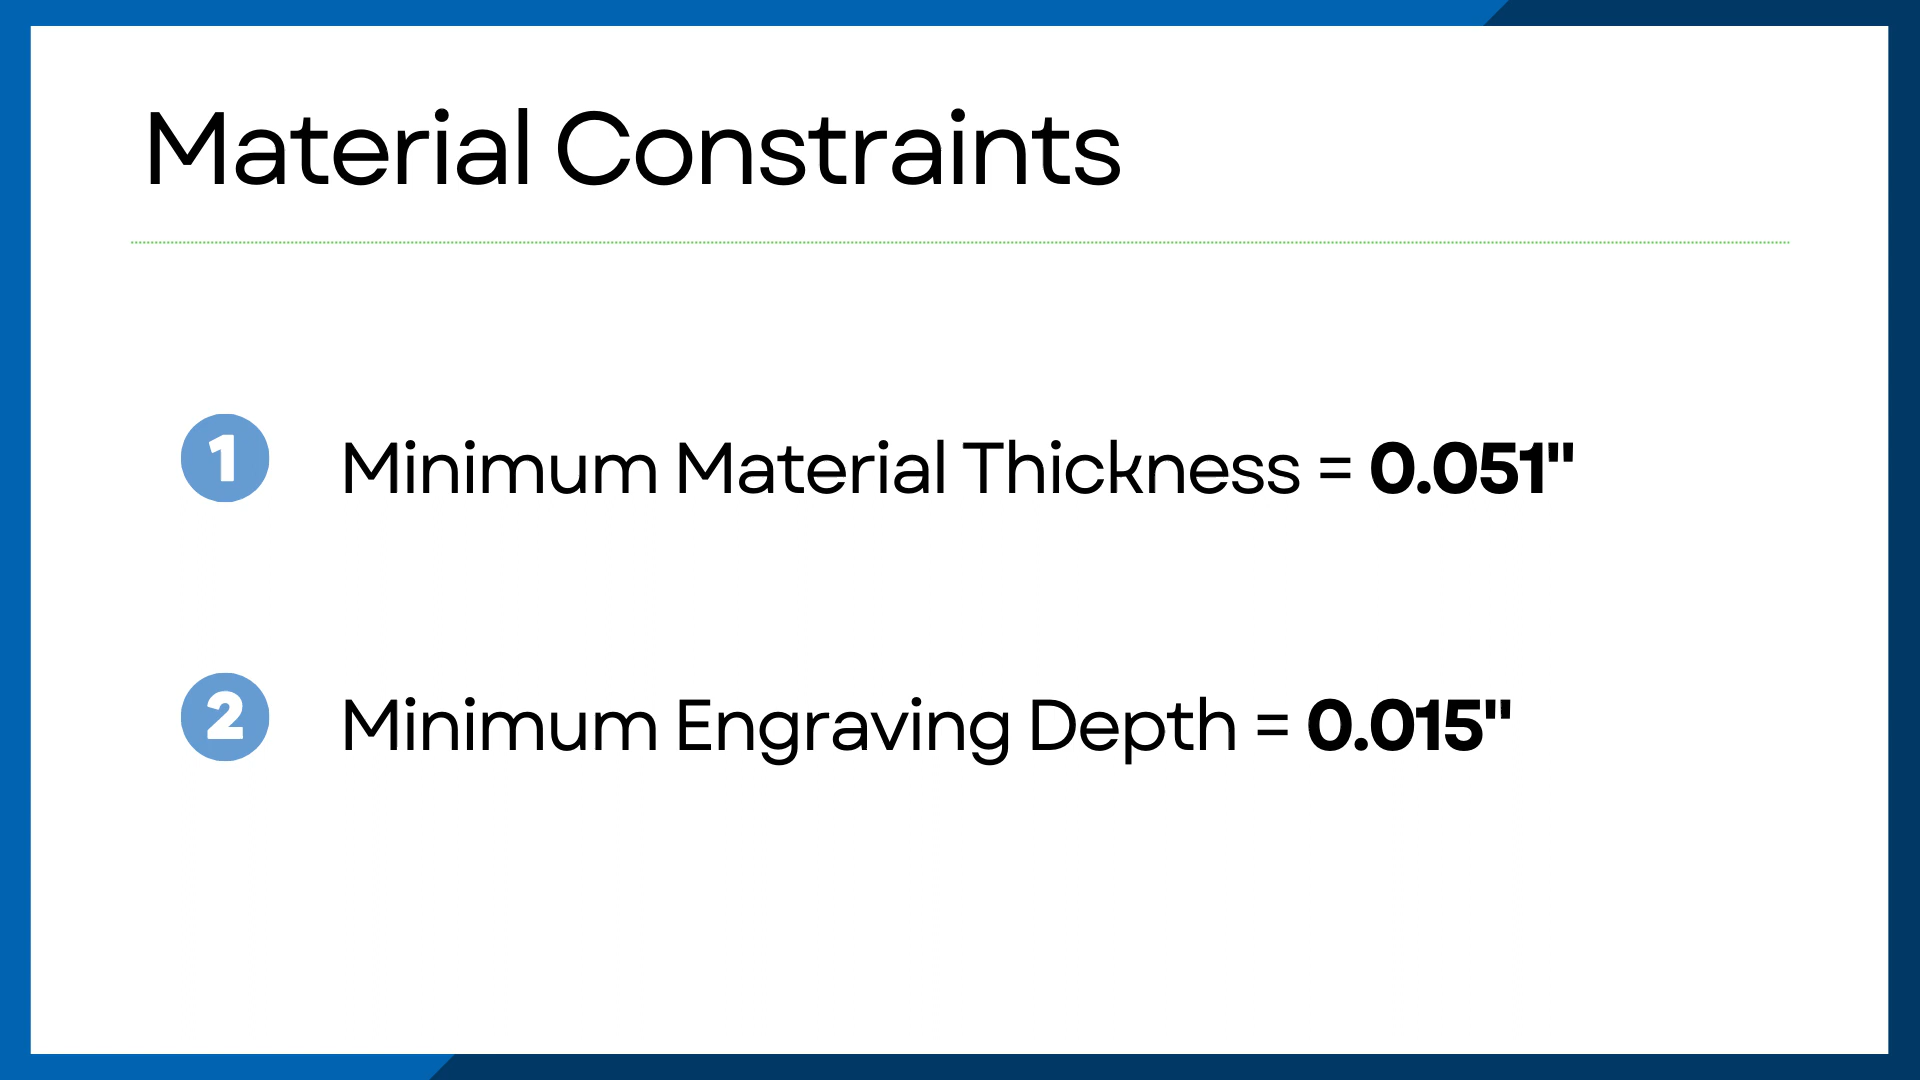 Material Constraints
1 Minimum Material Thickness = 0.051"
2 Minimum Engraving Depth = 0.015"